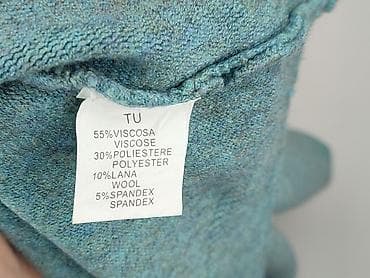 TU
55%VISCOSA
VISCOSE
30%POLIESTERE
POLYESTER
10%LANA
WOOL
5%SPANDEX
SPANDEX